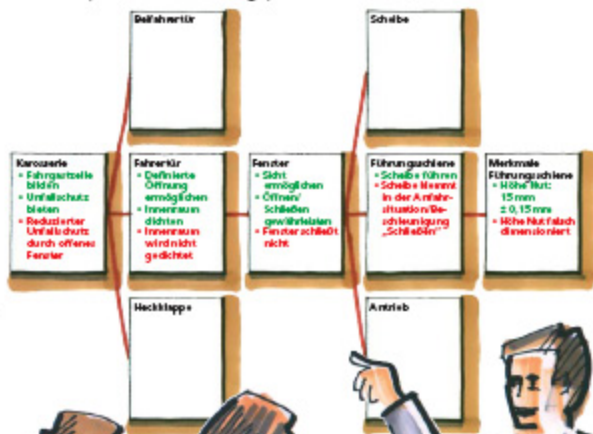 Beifahrertür
Scheibe
Karosserie
• Fahrgastzelle
bilden
• Unfallschutz
bieten
• Reduzierter
Unfallschutz
durch offenes
Fenster
Fahrertür
• Definierte
Öffnung
ermöglichen
• Innenraum
dichten
• Innenraum
wird nicht
gedichtet
Fenster
• Sicht
ermöglichen
• Öffnen/
Schließen
gewährleisten
• Fenster schließt
nicht
Führungsschiene
• Scheibe führen
• Scheibe klemmt
in der Anfahr-
situation/Be-
schleunigung
„Schließen“
Merkmale
Führungsschiene
• Höhe Nut:
15 mm
± 0,15 mm
• Höhe Nut falsch
dimensioniert
Heckklappe
Antrieb